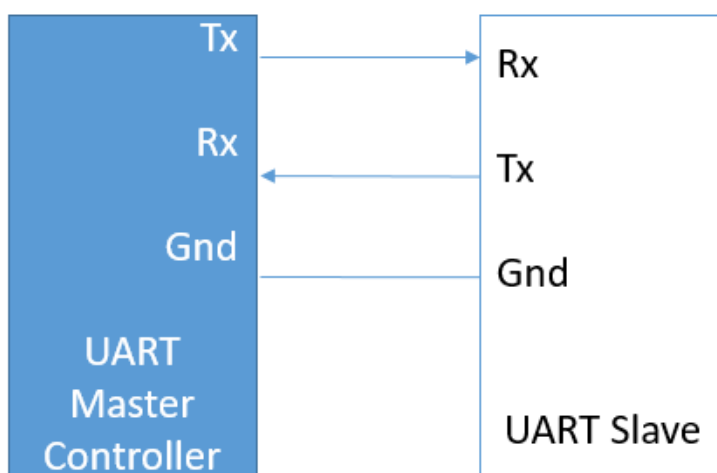 Tx
Rx
Gnd
UART
Master
Controller
Rx
Tx
Gnd
UART Slave